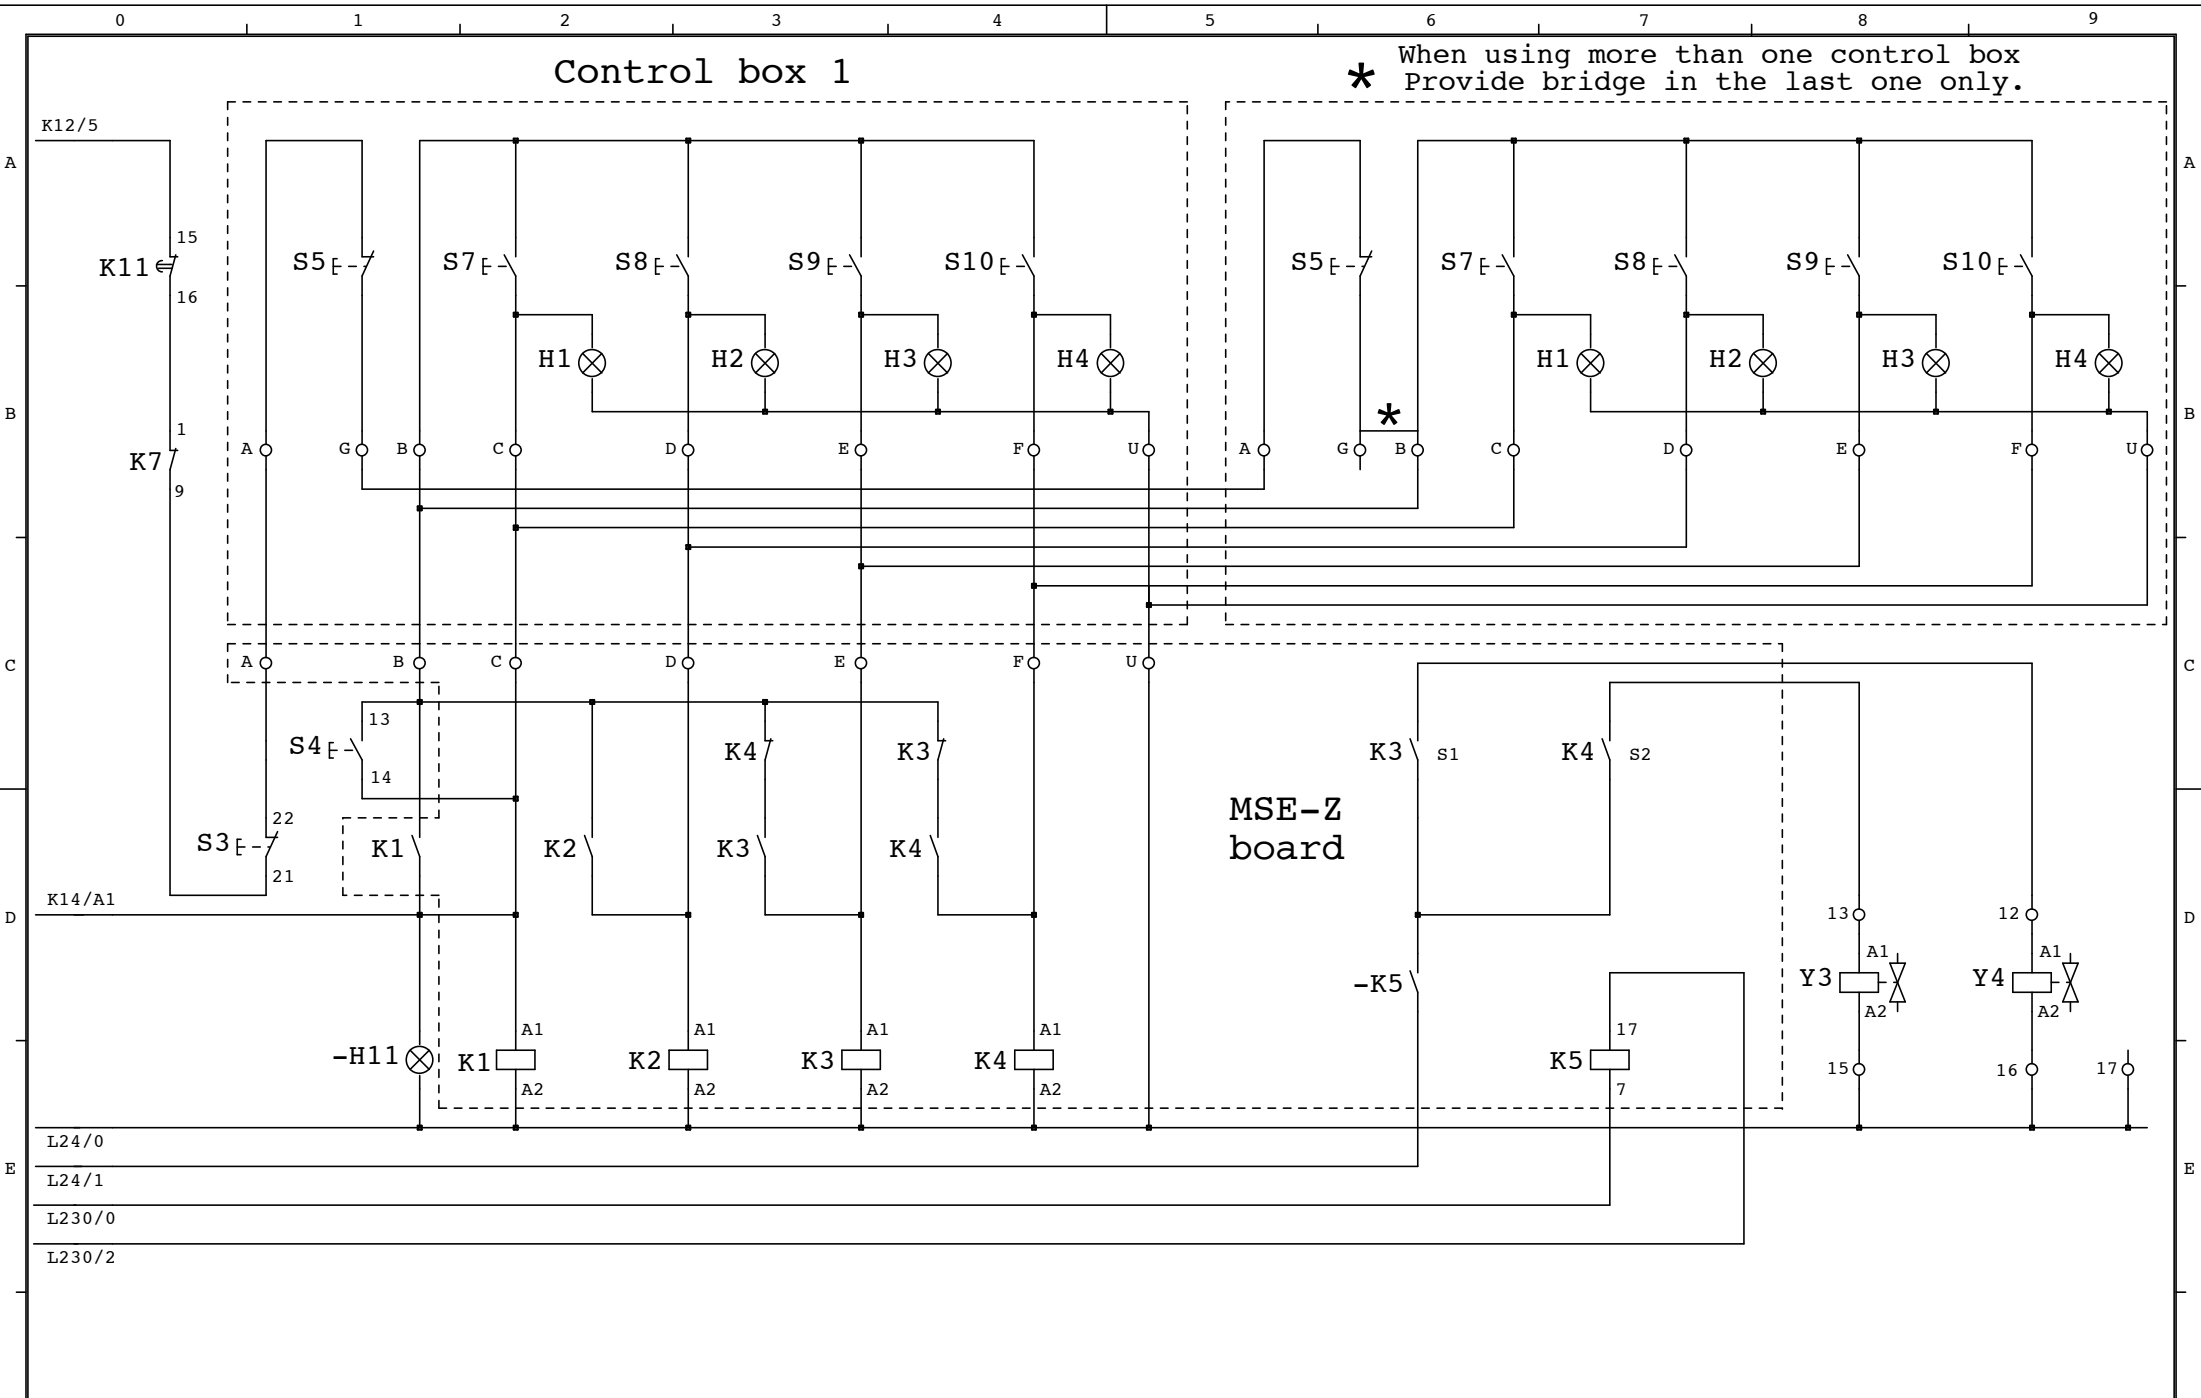 0 1 2 3 4 5 6 7 8 9
Control box 1
* When using more than one control box
Provide bridge in the last one only.
K12/5
A A
15
K11 S5 S7 S8 S9 S10 S5 S7 S8 S9 S10
16
H1 H2 H3 H4 H1 H2 H3 H4
B * B
1
K7 A G B C D E F U A G B C D E F U
9
C A B C D E F U C
13
S4 K4 K3 K3 S1 K4 S2
14
MSE-Z
board
22
S3 K1 K2 K3 K4
21
K14/A1
D 13 12 D
A1 A1
-K5 Y3 Y4
A2 A2
A1 A1 A1 A1 17
-H11 K1 K2 K3 K4 K5 15 16 17
A2 A2 A2 A2 7
L24/0
E E
L24/1
L230/0
L230/2